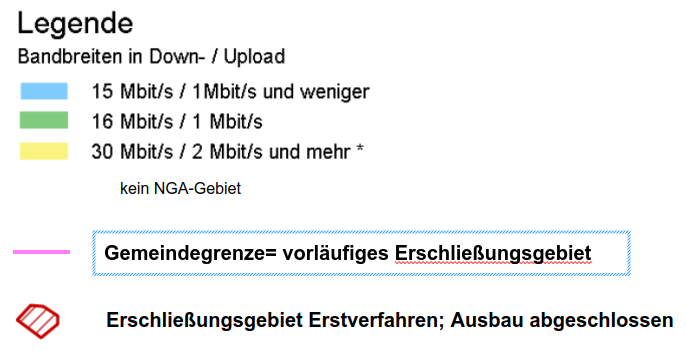 Legende
Bandbreiten in Down- / Upload
15 Mbit/s / 1Mbit/s und weniger
16 Mbit/s / 1 Mbit/s
30 Mbit/s / 2 Mbit/s und mehr *
kein NGA-Gebiet
Gemeindegrenze= vorläufiges Erschließungsgebiet
Erschließungsgebiet Erstverfahren; Ausbau abgeschlossen